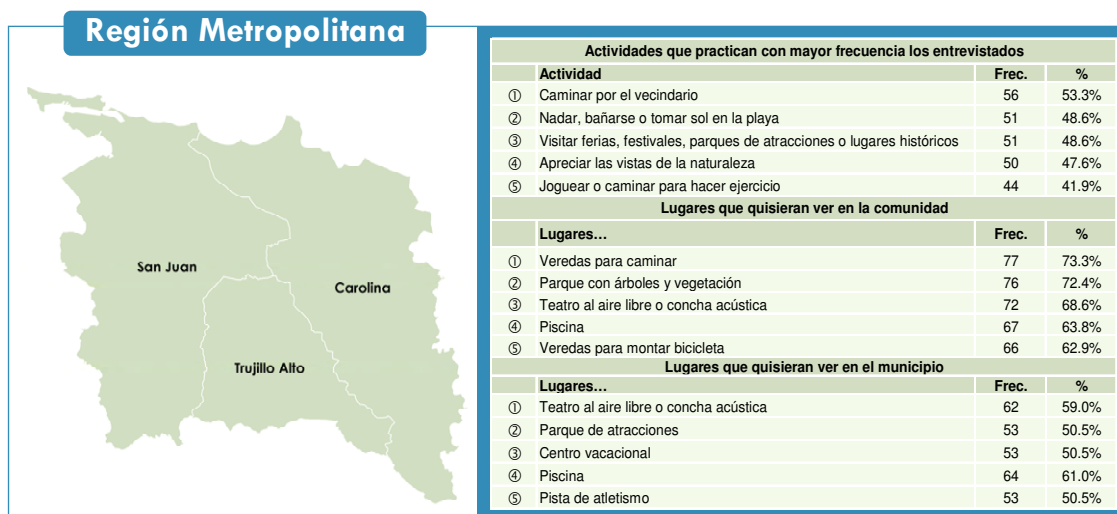 Región Metropolitana
San Juan
Carolina
Trujillo Alto
Actividades que practican con mayor frecuencia los entrevistados
Actividad Frec. %
① Caminar por el vecindario 56 53.3%
② Nadar, bañarse o tomar sol en la playa 51 48.6%
③ Visitar ferias, festivales, parques de atracciones o lugares históricos 51 48.6%
④ Apreciar las vistas de la naturaleza 50 47.6%
⑤ Joguear o caminar para hacer ejercicio 44 41.9%
Lugares que quisieran ver en la comunidad
Lugares… Frec. %
① Veredas para caminar 77 73.3%
② Parque con árboles y vegetación 76 72.4%
③ Teatro al aire libre o concha acústica 72 68.6%
④ Piscina 67 63.8%
⑤ Veredas para montar bicicleta 66 62.9%
Lugares que quisieran ver en el municipio
Lugares… Frec. %
① Teatro al aire libre o concha acústica 62 59.0%
② Parque de atracciones 53 50.5%
③ Centro vacacional 53 50.5%
④ Piscina 64 61.0%
⑤ Pista de atletismo 53 50.5%